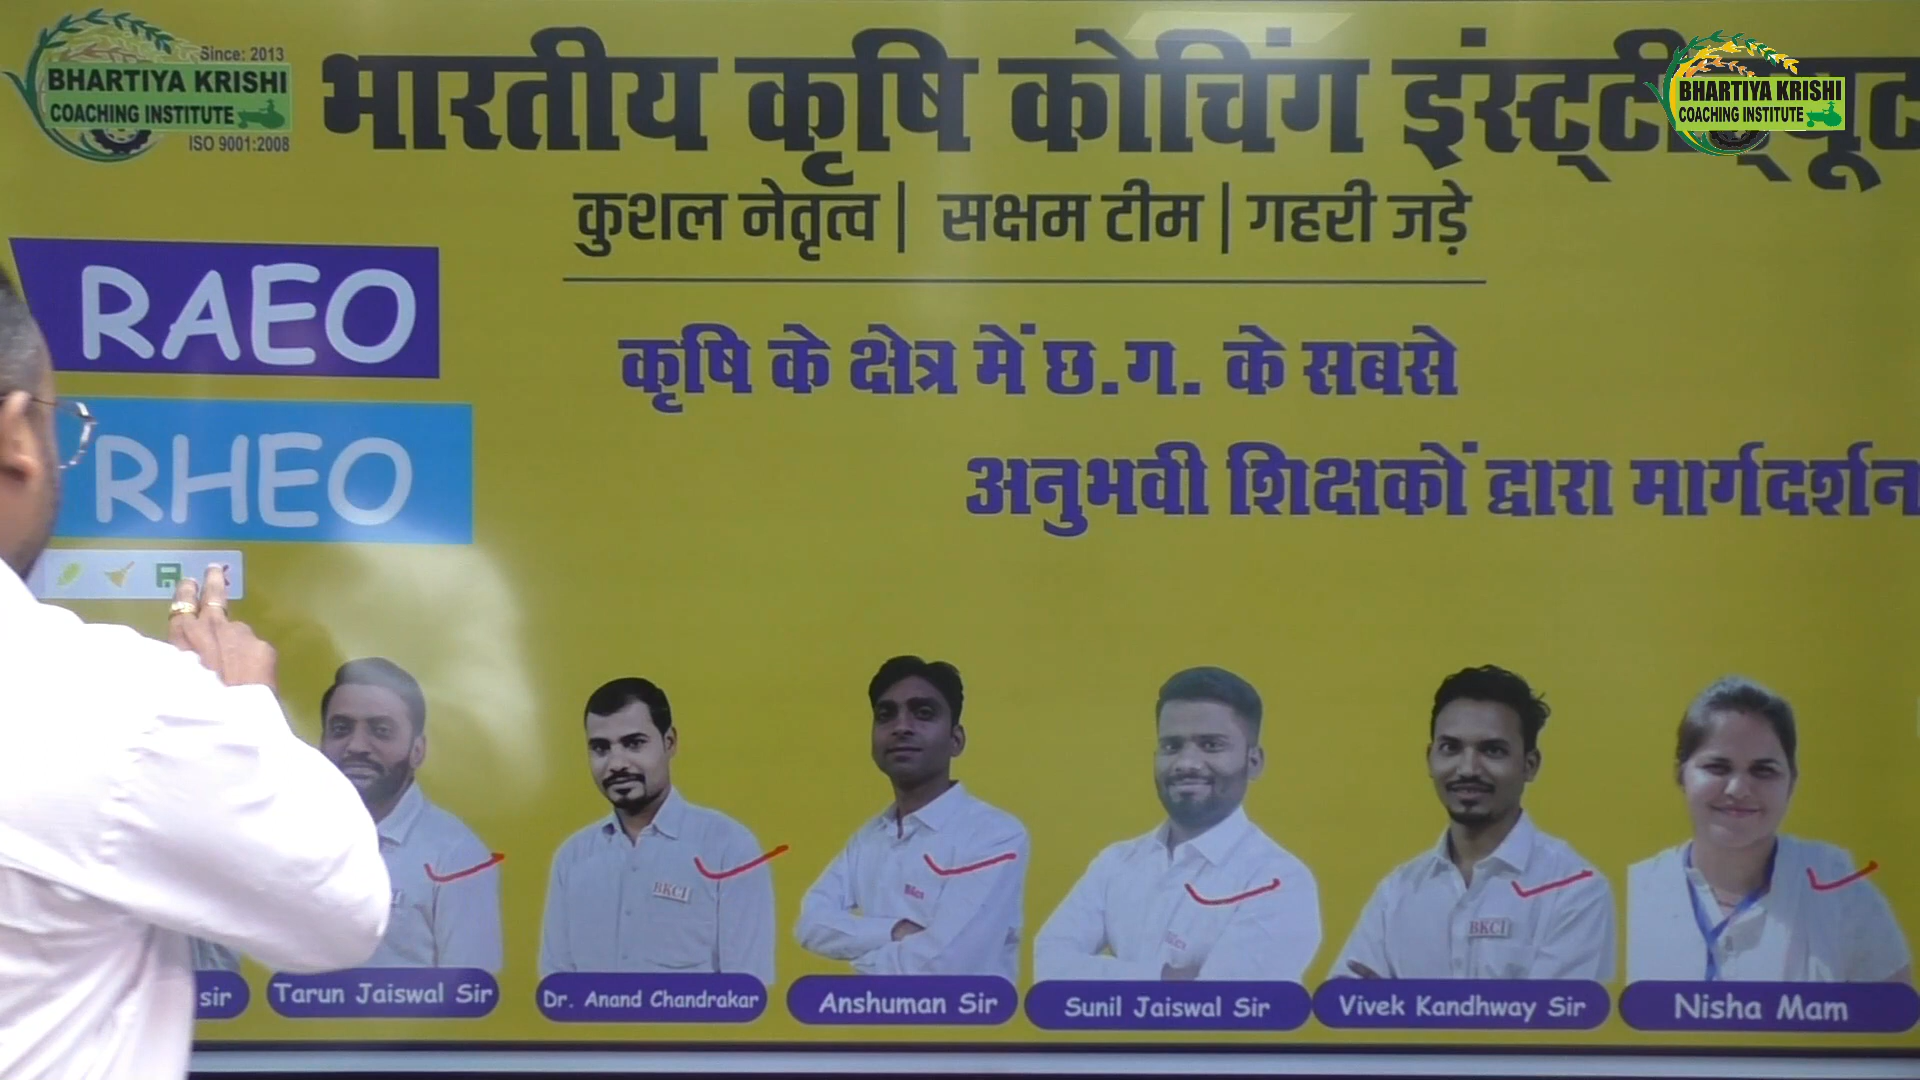 Since: 2013
BHARTIYA KRISHI
COACHING INSTITUTE
ISO 9001:2008
भारतीय कृषि कोचिंग इंस्ट्टीट्यूट
BHARTIYA KRISHI
COACHING INSTITUTE
कुशल नेतृत्व | सक्षम टीम | गहरी जड़े
RAEO
कृषि के क्षेत्र में छ.ग. के सबसे
RHEO
अनुभवी शिक्षकों द्वारा मार्गदर्शन
BKCI
BKCI
sir
Tarun Jaiswal Sir
Dr. Anand Chandrakar
Anshuman Sir
Sunil Jaiswal Sir
Vivek Kandhway Sir
Nisha Mam